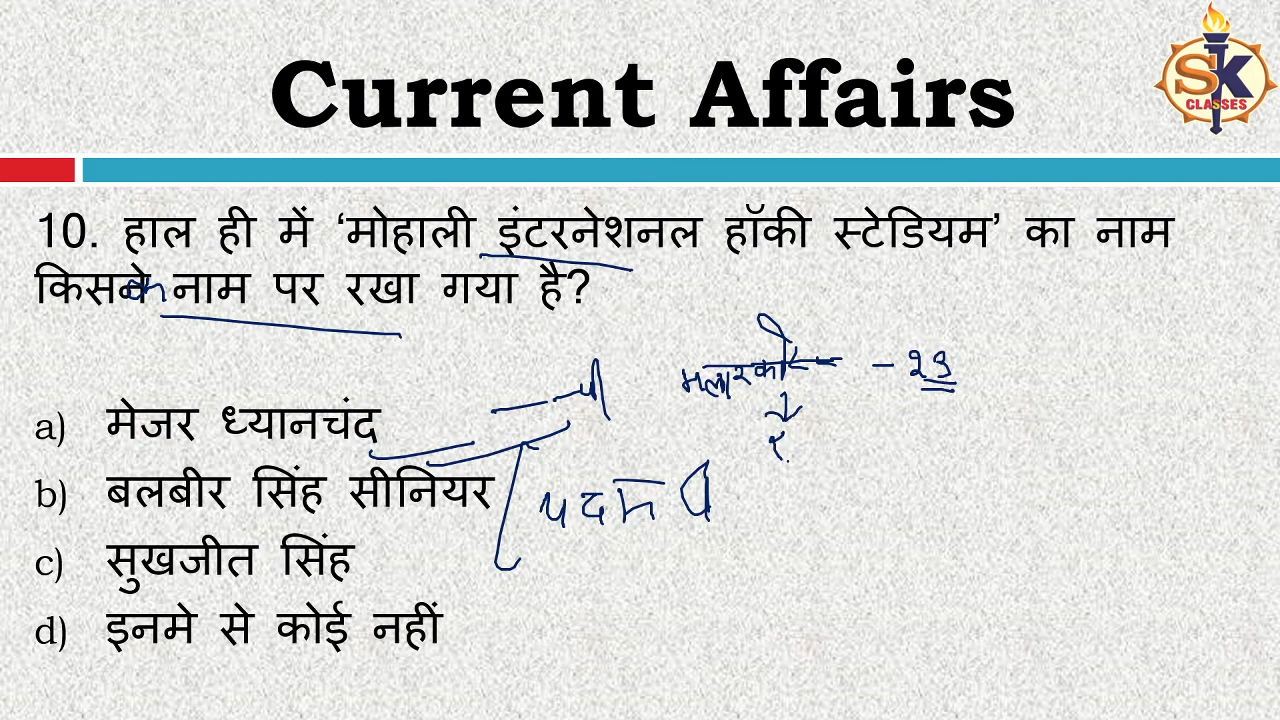 Current Affairs
SK
CLASSES
10. हाल ही में ‘मोहाली इंटरनेशनल हॉकी स्टेडियम’ का नाम
किसके नाम पर रखा गया है?
a) मेजर ध्यानचंद
b) बलबीर सिंह सीनियर
c) सुखजीत सिंह
d) इनमे से कोई नहीं